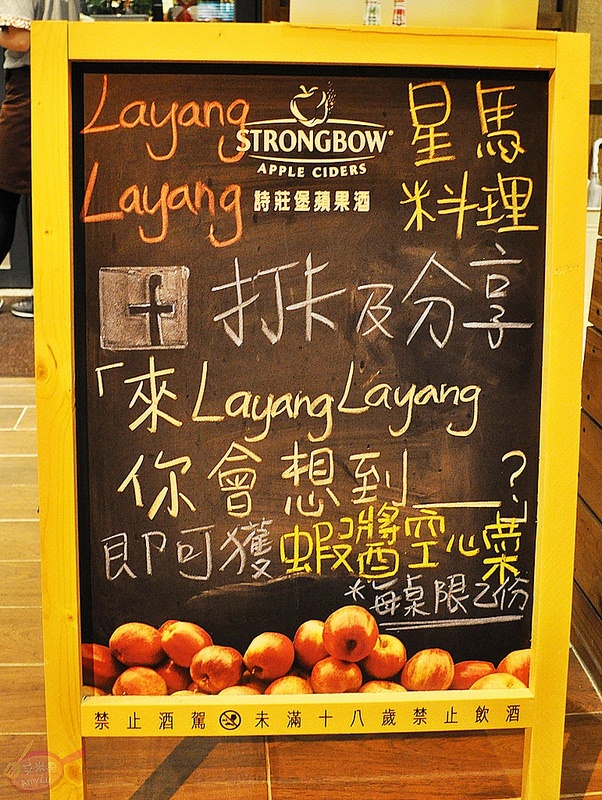 Layang 星馬
Layang 料理
STRONGBOW®
APPLE CIDERS
詩莊堡蘋果酒
f 打卡及分享
「來LayangLayang
你會想到___?」
即可獲蝦醬空心菜
*每桌限乙份
禁止酒駕 未滿十八歲禁止飲酒